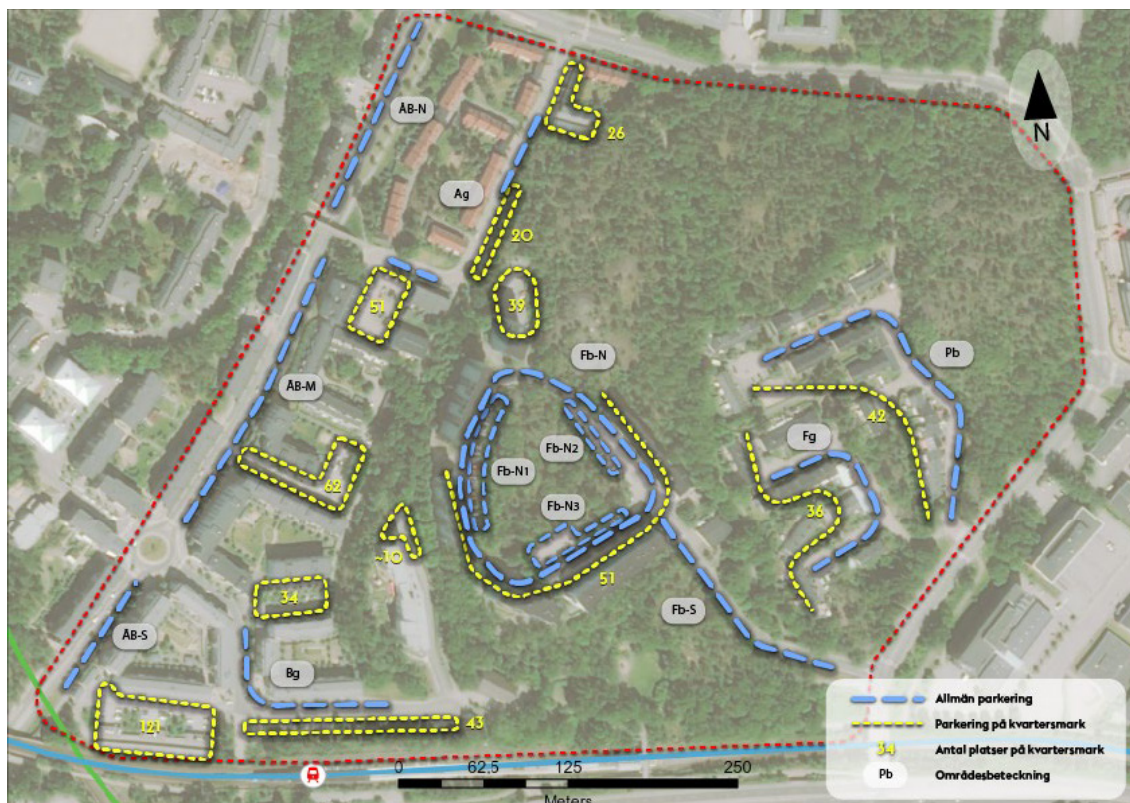 ÅB-N
26
N
Ag
20
39
51
Fb-N
Pb
ÅB-M
42
Fb-N2
Fg
Fb-N1
62
Fb-N3
36
~10
51
34
Fb-S
ÅB-S
Bg
121
43
Allmän parkering
Parkering på kvartersmark
34 Antal platser på kvartersmark
Pb Områdesbeteckning
0 62.5 125 250
Meters